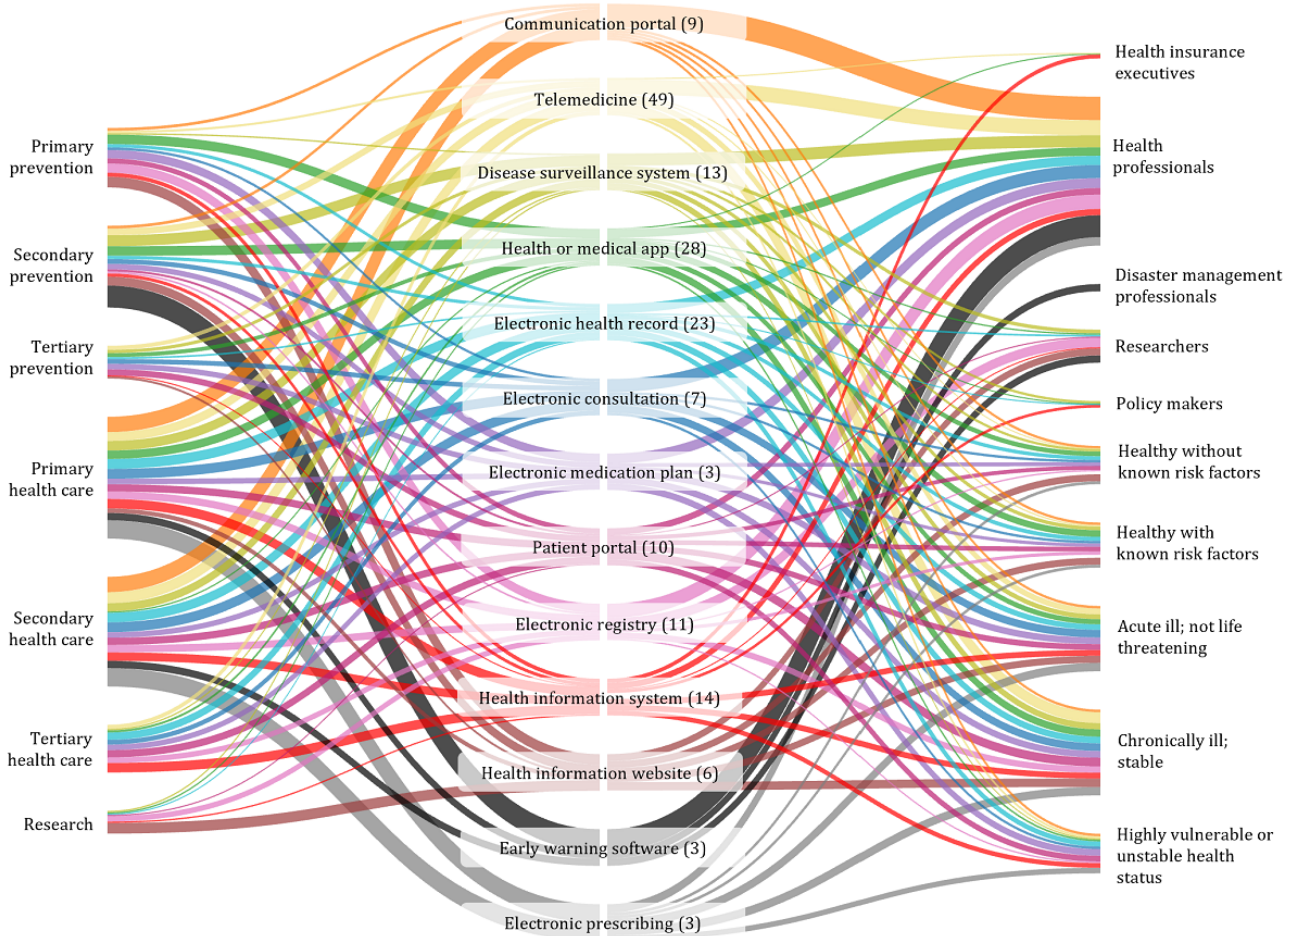 Primary
prevention
Secondary
prevention
Tertiary
prevention
Primary
health care
Secondary
health care
Tertiary
health care
Research
Communication portal (9)
Telemedicine (49)
Disease surveillance system (13)
Health or medical app (28)
Electronic health record (23)
Electronic consultation (7)
Electronic medication plan (3)
Patient portal (10)
Electronic registry (11)
Health information system (14)
Health information website (6)
Early warning software (3)
Electronic prescribing (3)
Health insurance
executives
Health
professionals
Disaster management
professionals
Researchers
Policy makers
Healthy without
known risk factors
Healthy with
known risk factors
Acute ill; not life
threatening
Chronically ill;
stable
Highly vulnerable or
unstable health
status